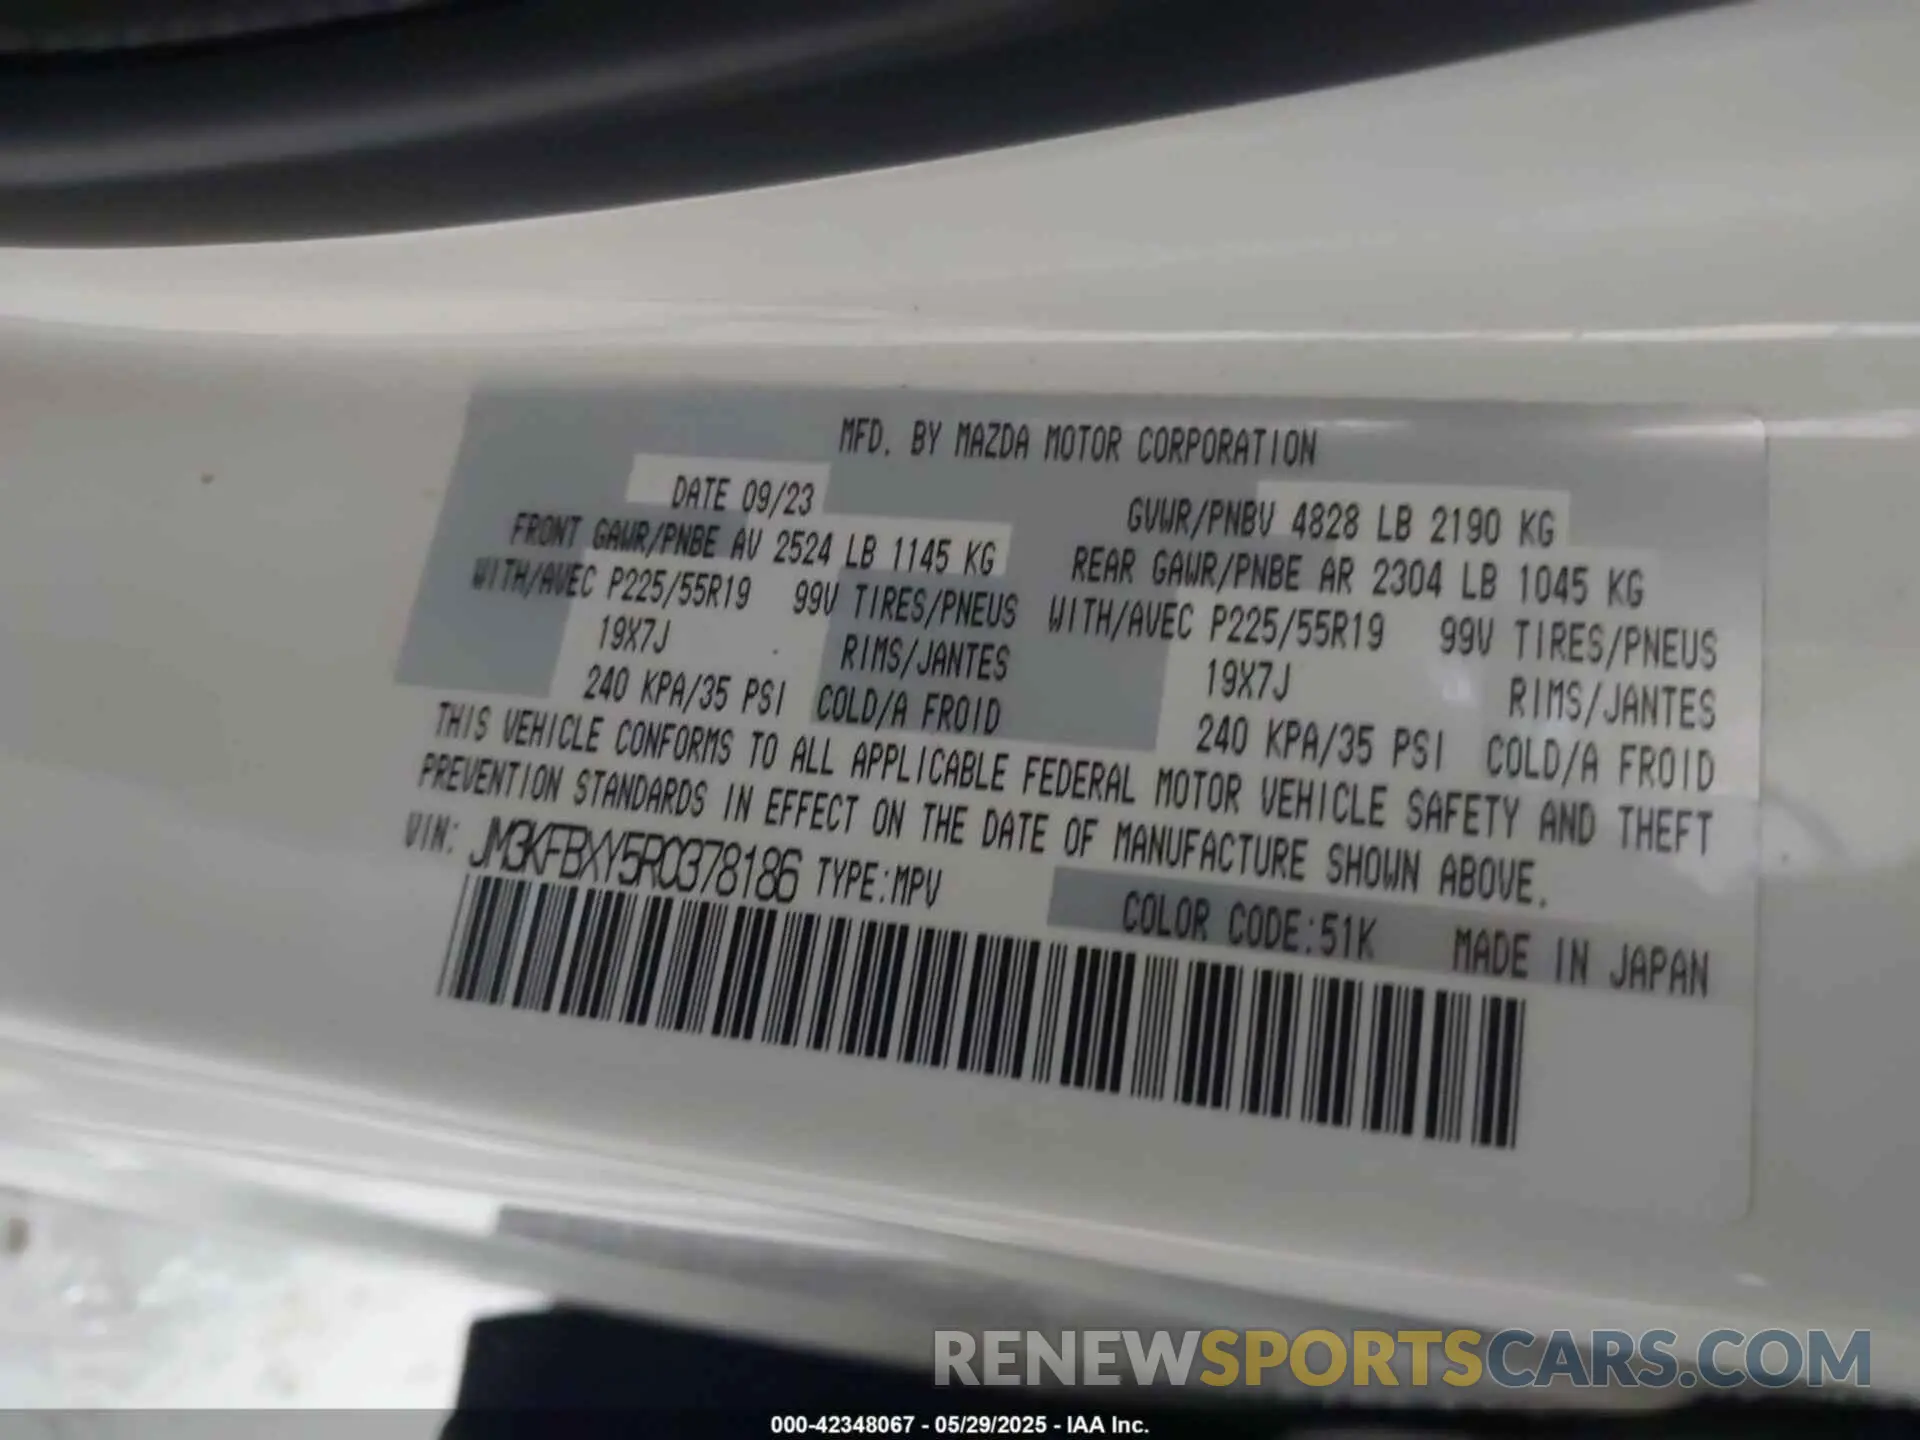 MFD. BY MAZDA MOTOR CORPORATION
DATE 09/23
GVWR/PNBV 4828 LB 2190 KG
FRONT GAWR/PNBE AV 2524 LB 1145 KG
REAR GAWR/PNBE AR 2304 LB 1045 KG
WITH/AVEC P225/55R19 99V TIRES/PNEUS
WITH/AVEC P225/55R19 99V TIRES/PNEUS
19X7J RIMS/JANTES
19X7J RIMS/JANTES
240 KPA/35 PSI COLD/A FROID
240 KPA/35 PSI COLD/A FROID
THIS VEHICLE CONFORMS TO ALL APPLICABLE FEDERAL MOTOR VEHICLE SAFETY AND THEFT
PREVENTION STANDARDS IN EFFECT ON THE DATE OF MANUFACTURE SHOWN ABOVE.
VIN: JM3KFBXY5R0378186 TYPE:MPV
COLOR CODE:51K MADE IN JAPAN
RENEWSPORTSCARS.COM
000-42348067 - 05/29/2025 - IAA Inc.